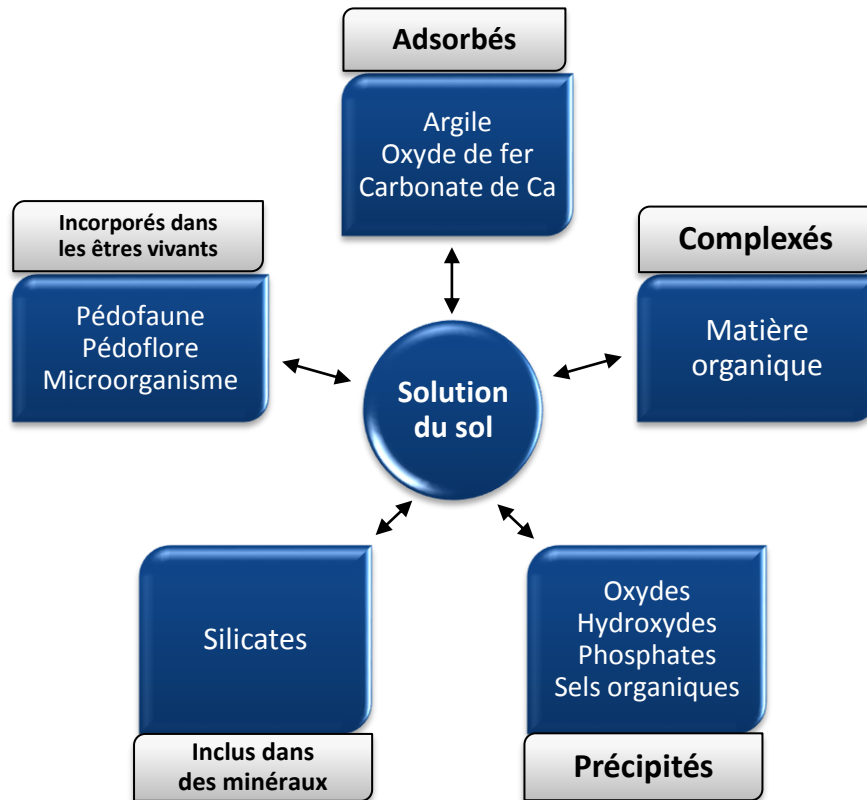 Adsorbés
Argile
Oxyde de fer
Carbonate de Ca
Incorporés dans
les êtres vivants
Pédofaune
Pédoflore
Microorganisme
Complexés
Matière
organique
Solution
du sol
Silicates
Inclus dans
des minéraux
Oxydes
Hydroxydes
Phosphates
Sels organiques
Précipités